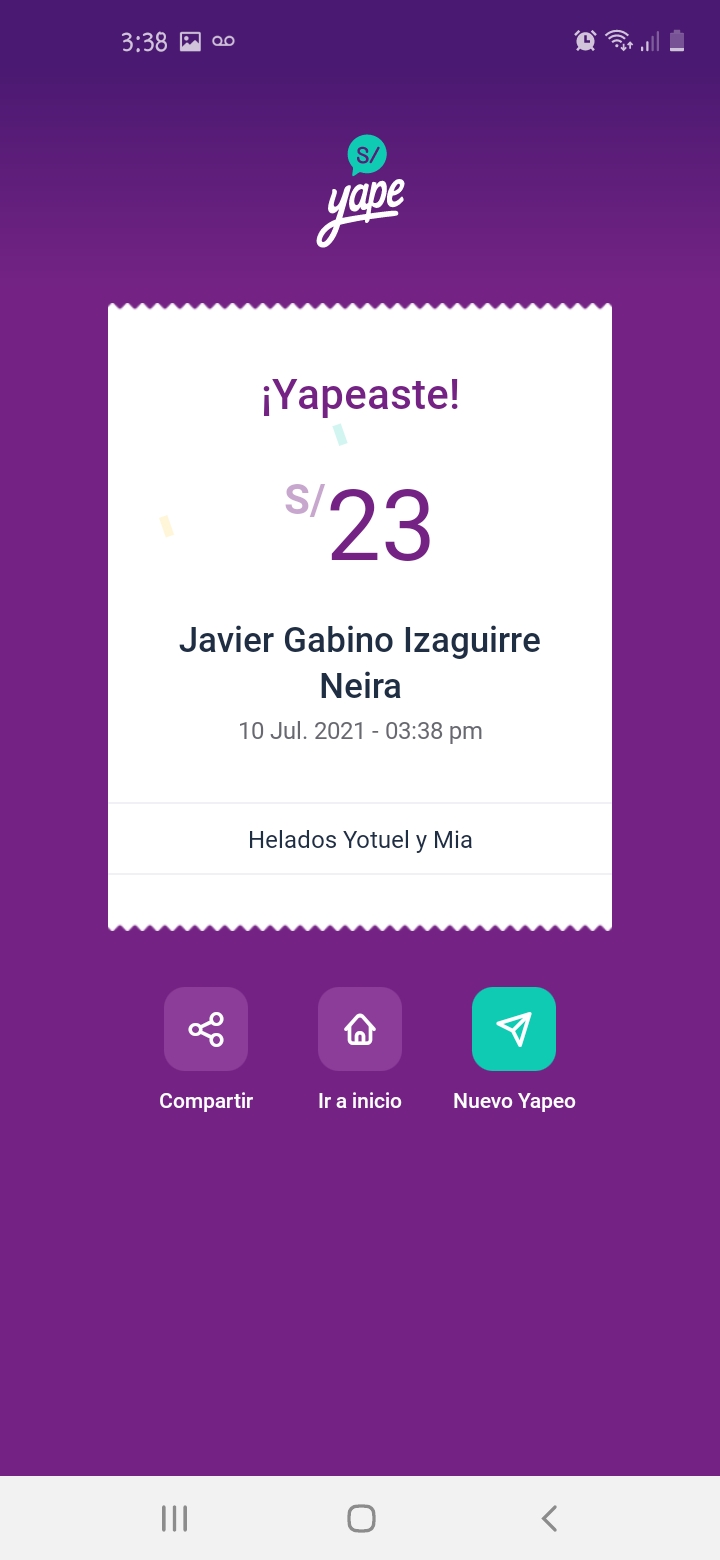 3:38
S/
yape
¡Yapeaste!
S/23
Javier Gabino Izaguirre
Neira
10 Jul. 2021 - 03:38 pm
Helados Yotuel y Mia
Compartir
Ir a inicio
Nuevo Yapeo